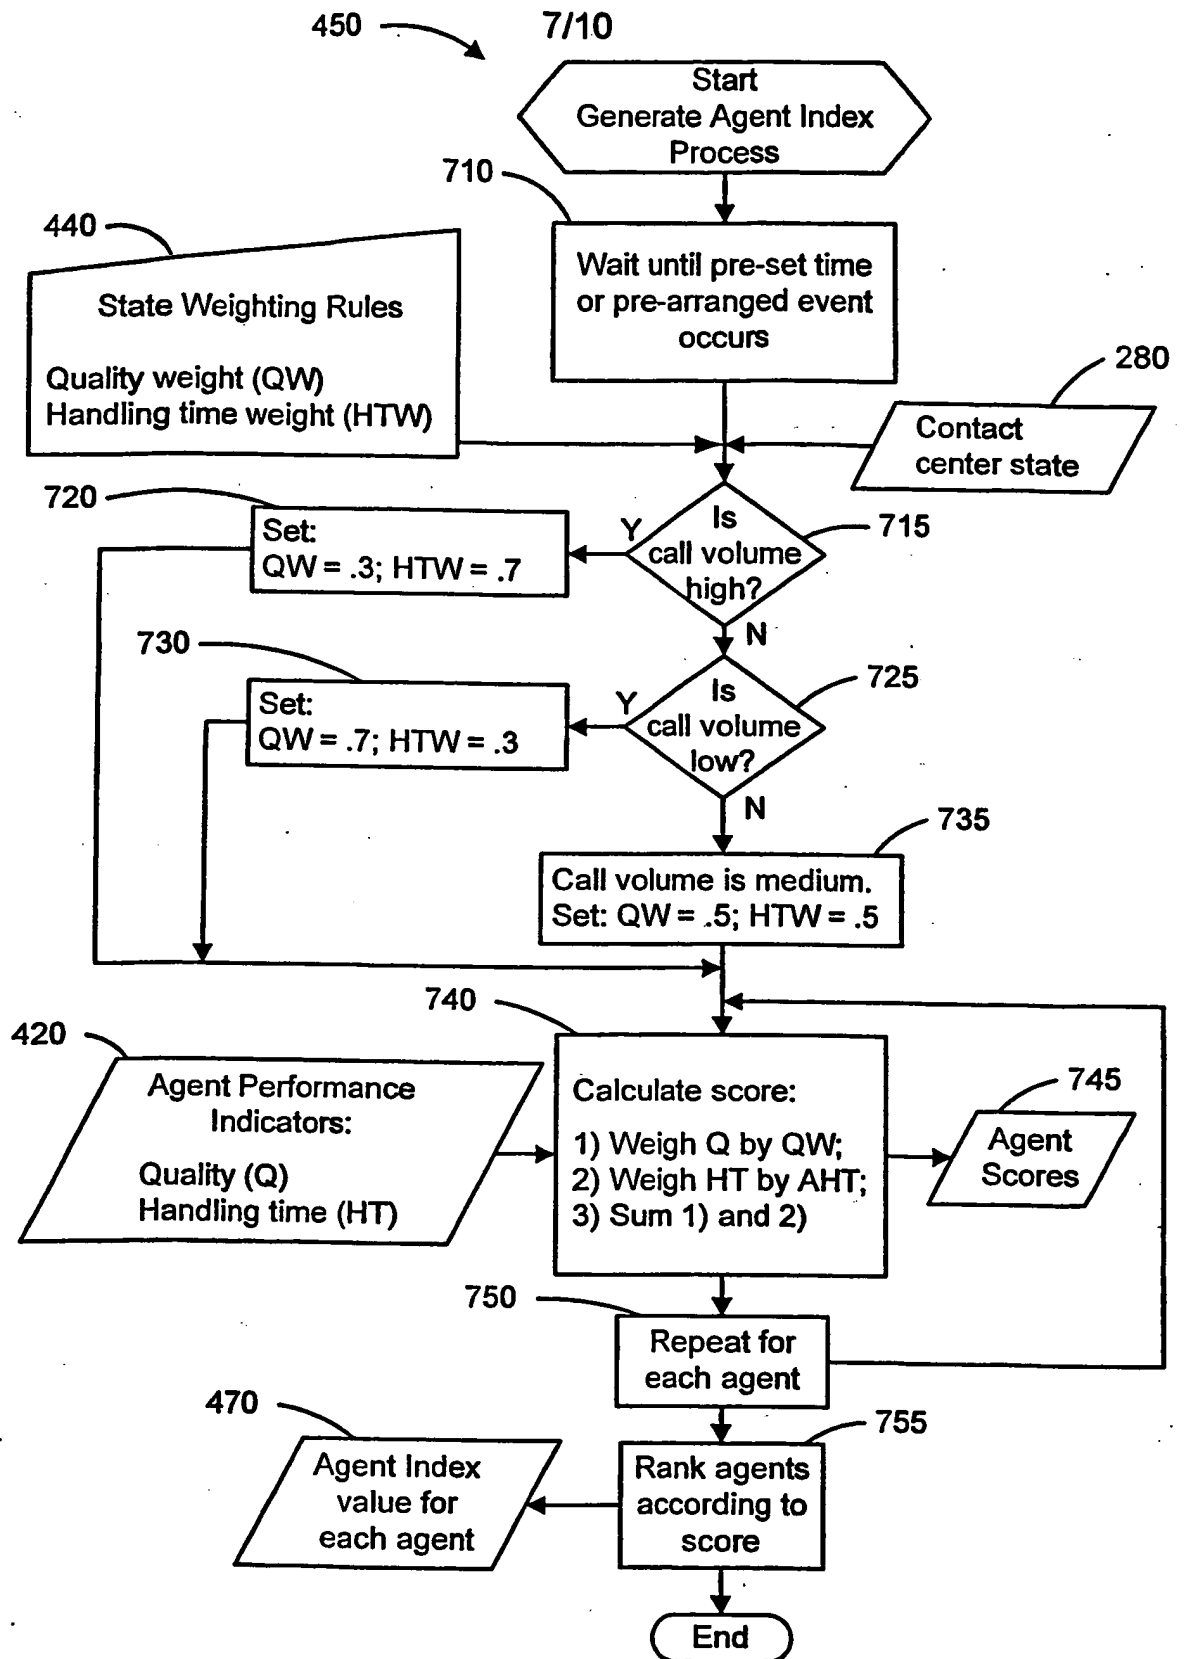 450
7/10
Start
Generate Agent Index
Process
710
440
Wait until pre-set time
or pre-arranged event
occurs
State Weighting Rules
Quality weight (QW)
Handling time weight (HTW)
280
Contact
center state
720
Set:
QW = .3; HTW = .7
Y
Is
call volume
high?
715
N
730
Set:
QW = .7; HTW = .3
Y
Is
call volume
low?
725
N
735
Call volume is medium.
Set: QW = .5; HTW = .5
740
420
Agent Performance
Indicators:
Quality (Q)
Handling time (HT)
Calculate score:
1) Weigh Q by QW;
2) Weigh HT by AHT;
3) Sum 1) and 2)
745
Agent
Scores
750
Repeat for
each agent
470
Agent Index
value for
each agent
755
Rank agents
according to
score
End